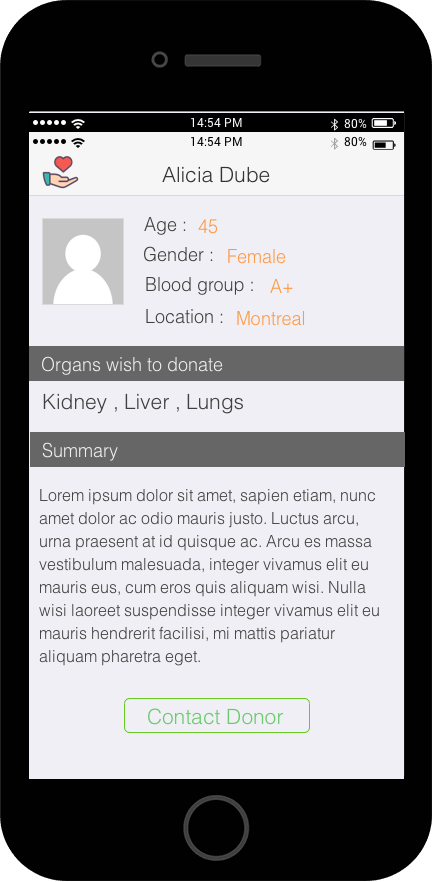 14:54 PM 80%
14:54 PM 80%
Alicia Dube
Age : 45
Gender : Female
Blood group : A+
Location : Montreal
Organs wish to donate
Kidney , Liver , Lungs
Summary
Lorem ipsum dolor sit amet, sapien etiam, nunc
amet dolor ac odio mauris justo. Luctus arcu,
urna praesent at id quisque ac. Arcu es massa
vestibulum malesuada, integer vivamus elit eu
mauris eus, cum eros quis aliquam wisi. Nulla
wisi laoreet suspendisse integer vivamus elit eu
mauris hendrerit facilisi, mi mattis pariatur
aliquam pharetra eget.
Contact Donor